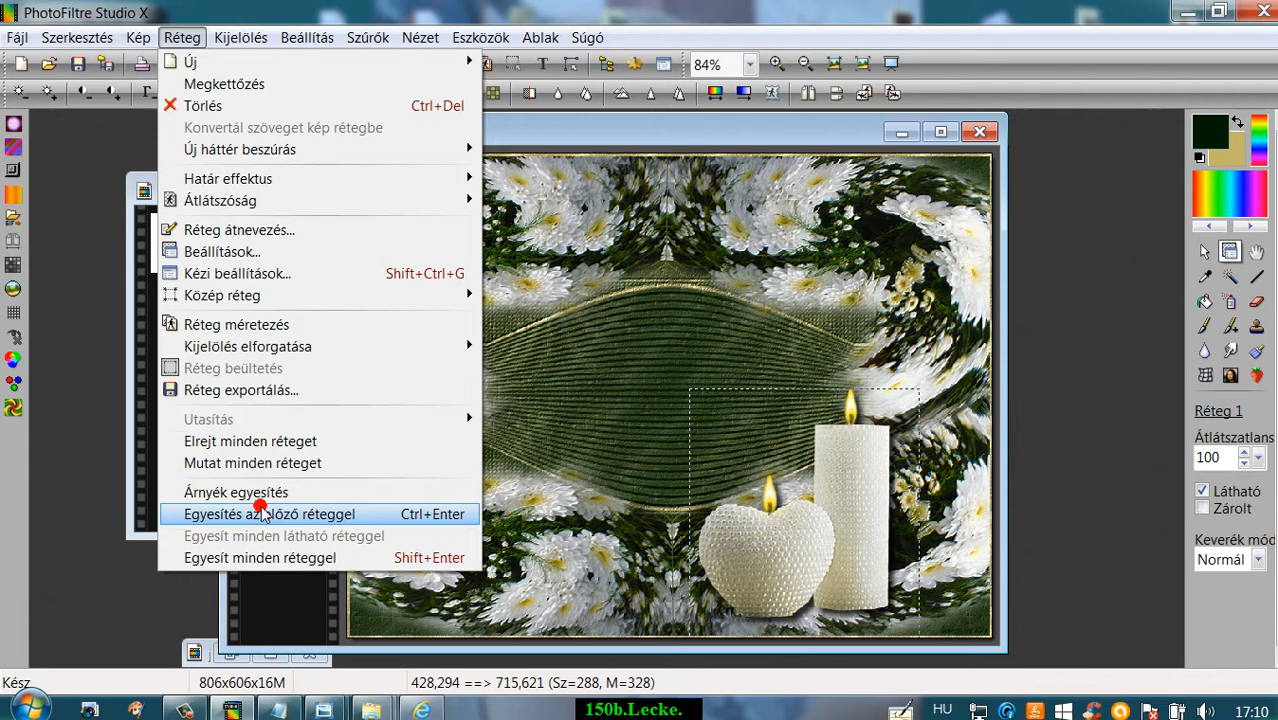 PhotoFiltre Studio X
Fájl Szerkesztés Kép Réteg Kijelölés Beállítás Szúrők Nézet Eszközök Ablak Súgó
84%
Új
Megkettőzés
Törlés Ctrl+Del
Konvertál szöveget kép rétegbe
Új háttér beszúrás
Határ effektus
Átlátszóság
Réteg átnevezés...
Beállítások...
Kézi beállítások... Shift+Ctrl+G
Közép réteg
Réteg méretezés
Kijelölés elforgatása
Réteg beültetés
Réteg exportálás...
Utasítás
Elrejt minden réteget
Mutat minden réteget
Árnyék egyesítés
Egyesítés az előző réteggel Ctrl+Enter
Egyesít minden látható réteggel
Egyesít minden réteggel Shift+Enter
Réteg 1
Átlátszatlans
100
Látható
Zárolt
Keverék mód
Normál
Kész 806x606x16M 428,294 ==> 715,621 (Sz=288, M=328)
150b.Lecke. HU 17:10